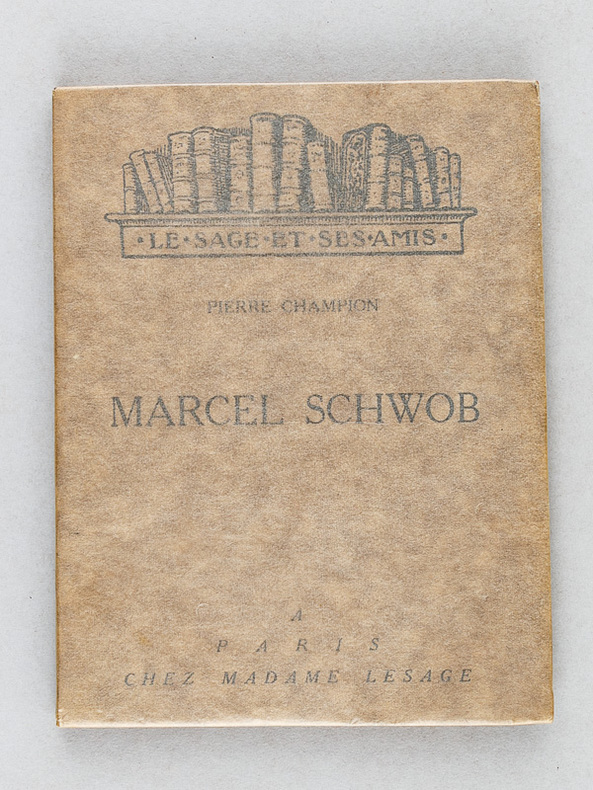 ·LE·SAGE·ET·SES·AMIS·
PIERRE CHAMPION
MARCEL SCHWOB
A
PARIS
CHEZ MADAME LESAGE